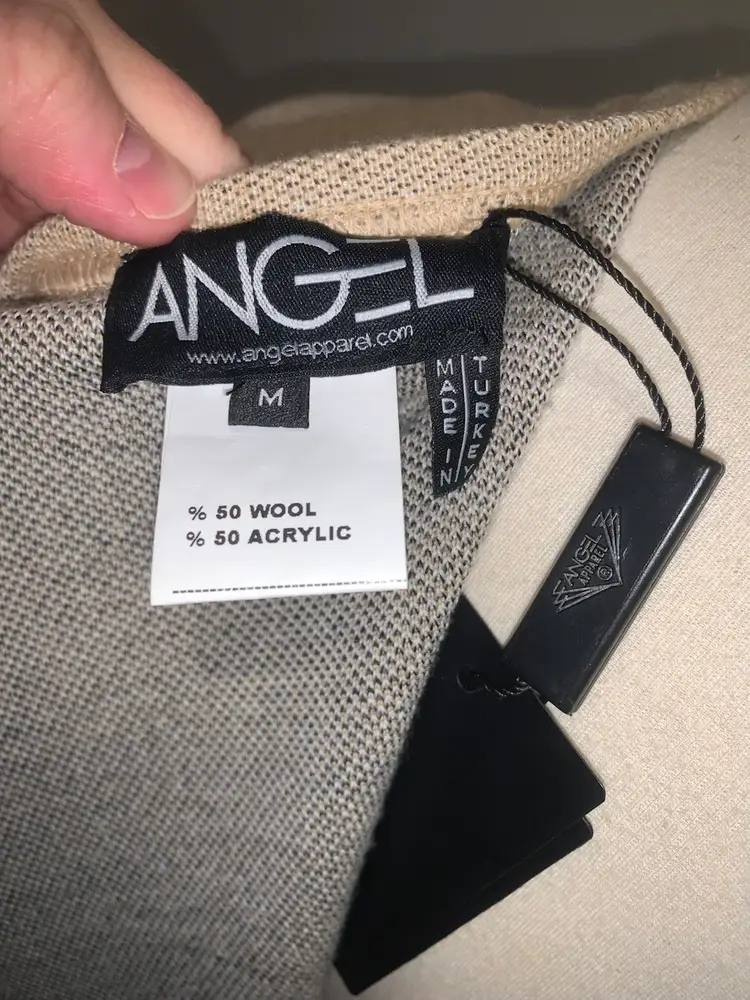 ANGEL
www.angelapparel.com
M
MADE IN
TURKEY
% 50 WOOL
% 50 ACRYLIC
ANGEL
APPAREL
®